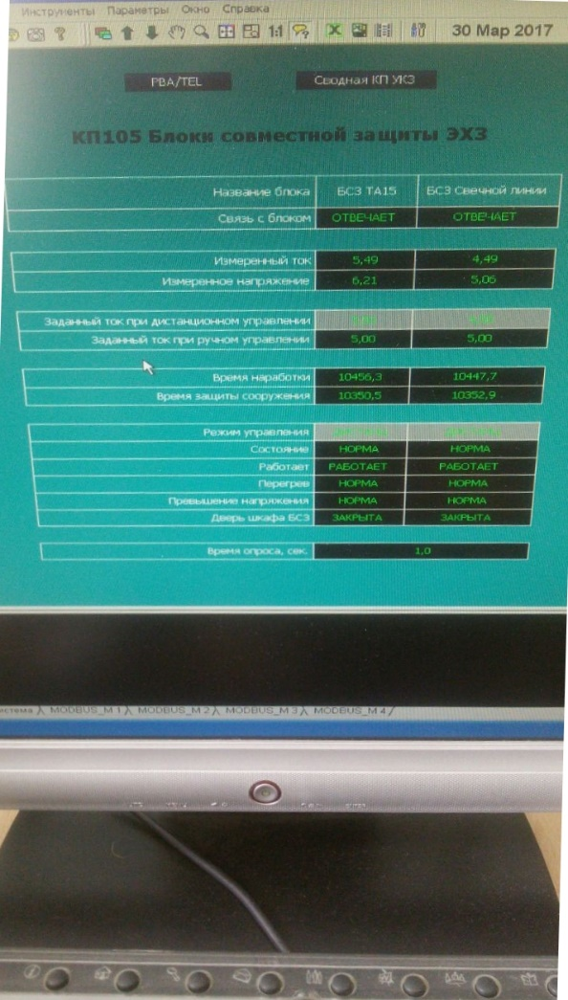 Инструменты Параметры Окно Справка
1:1 30 Мар 2017
РВА/TEL Сводная КП УКЗ
КП105 Блоки совместной защиты ЭХЗ
Название блока БСЗ ТА15 БСЗ Свечной линии
Связь с блоком ОТВЕЧАЕТ ОТВЕЧАЕТ
Измеренный ток 5,49 4,49
Измеренное напряжение 6,21 5,06
Заданный ток при дистанционном управлении
Заданный ток при ручном управлении 5,00 5,00
Время наработки 10456,3 10447,7
Время защиты сооружения 10350,5 10352,9
Режим управления
Состояние НОРМА НОРМА
Работает РАБОТАЕТ РАБОТАЕТ
Перегрев НОРМА НОРМА
Превышение напряжения НОРМА НОРМА
Дверь шкафа БСЗ ЗАКРЫТА ЗАКРЫТА
Время опроса, сек. 1,0
истема MODBUS_M 1 MODBUS_M 2 MODBUS_M 3 MODBUS_M 4